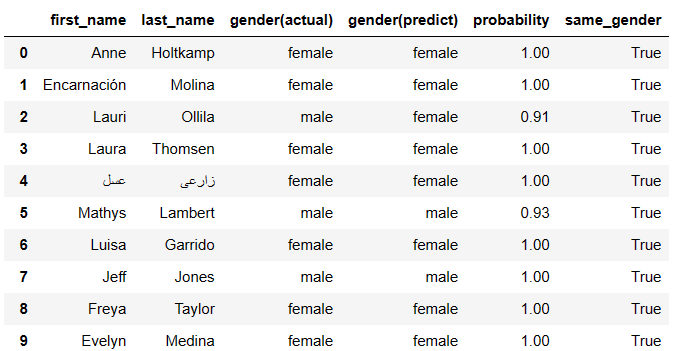 first_name last_name gender(actual) gender(predict) probability same_gender
0 Anne Holtkamp female female 1.00 True
1 Encarnación Molina female female 1.00 True
2 Lauri Ollila male female 0.91 True
3 Laura Thomsen female female 1.00 True
4 عسل زارعی female female 1.00 True
5 Mathys Lambert male male 0.93 True
6 Luisa Garrido female female 1.00 True
7 Jeff Jones male male 1.00 True
8 Freya Taylor female female 1.00 True
9 Evelyn Medina female female 1.00 True